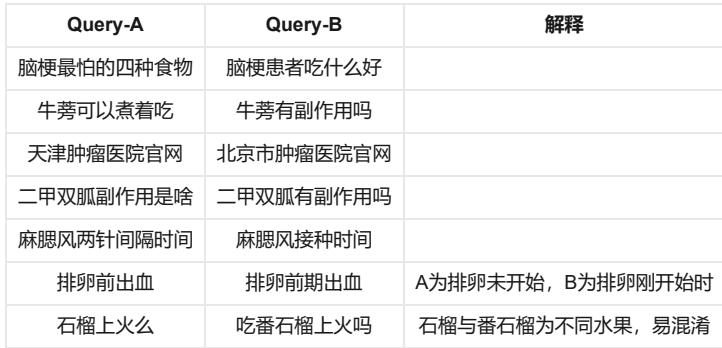 Query-A Query-B 解释
脑梗最怕的四种食物 脑梗患者吃什么好
牛蒡可以煮着吃 牛蒡有副作用吗
天津肿瘤医院官网 北京市肿瘤医院官网
二甲双胍副作用是啥 二甲双胍有副作用吗
麻腮风两针间隔时间 麻腮风接种时间
排卵前出血 排卵前期出血 A为排卵未开始，B为排卵刚开始时
石榴上火么 吃番石榴上火吗 石榴与番石榴为不同水果，易混淆